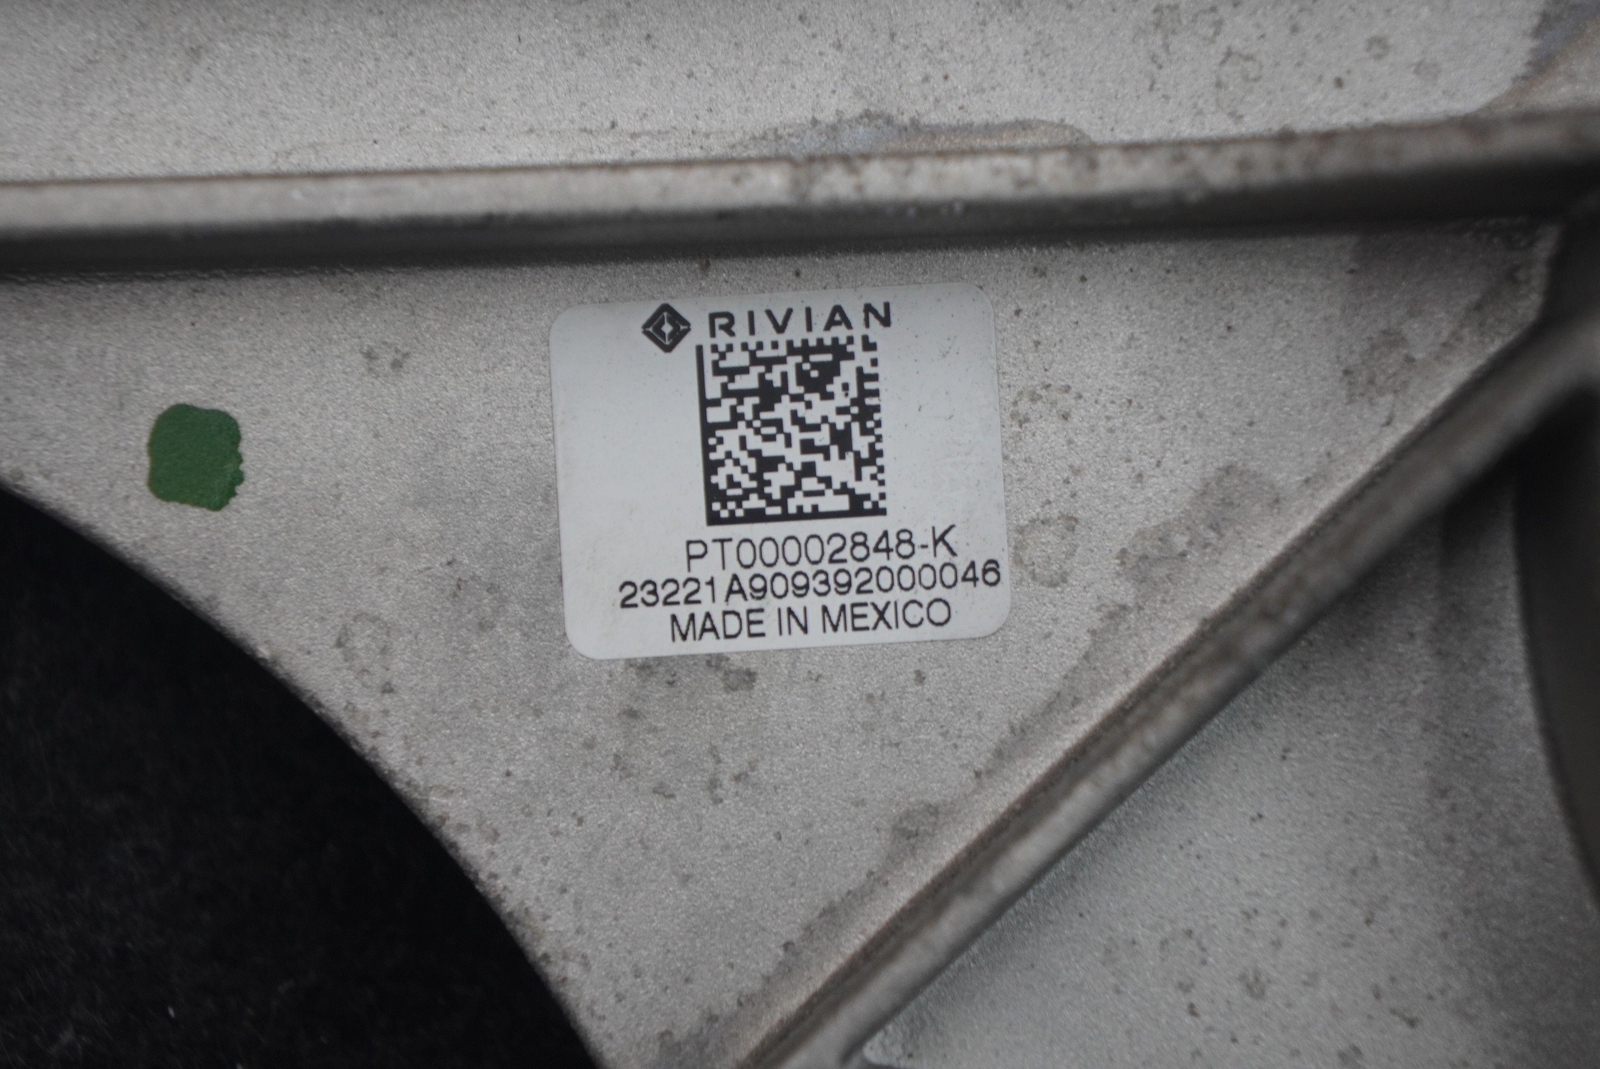 RIVIAN
PT00002848-K
23221A909392000046
MADE IN MEXICO